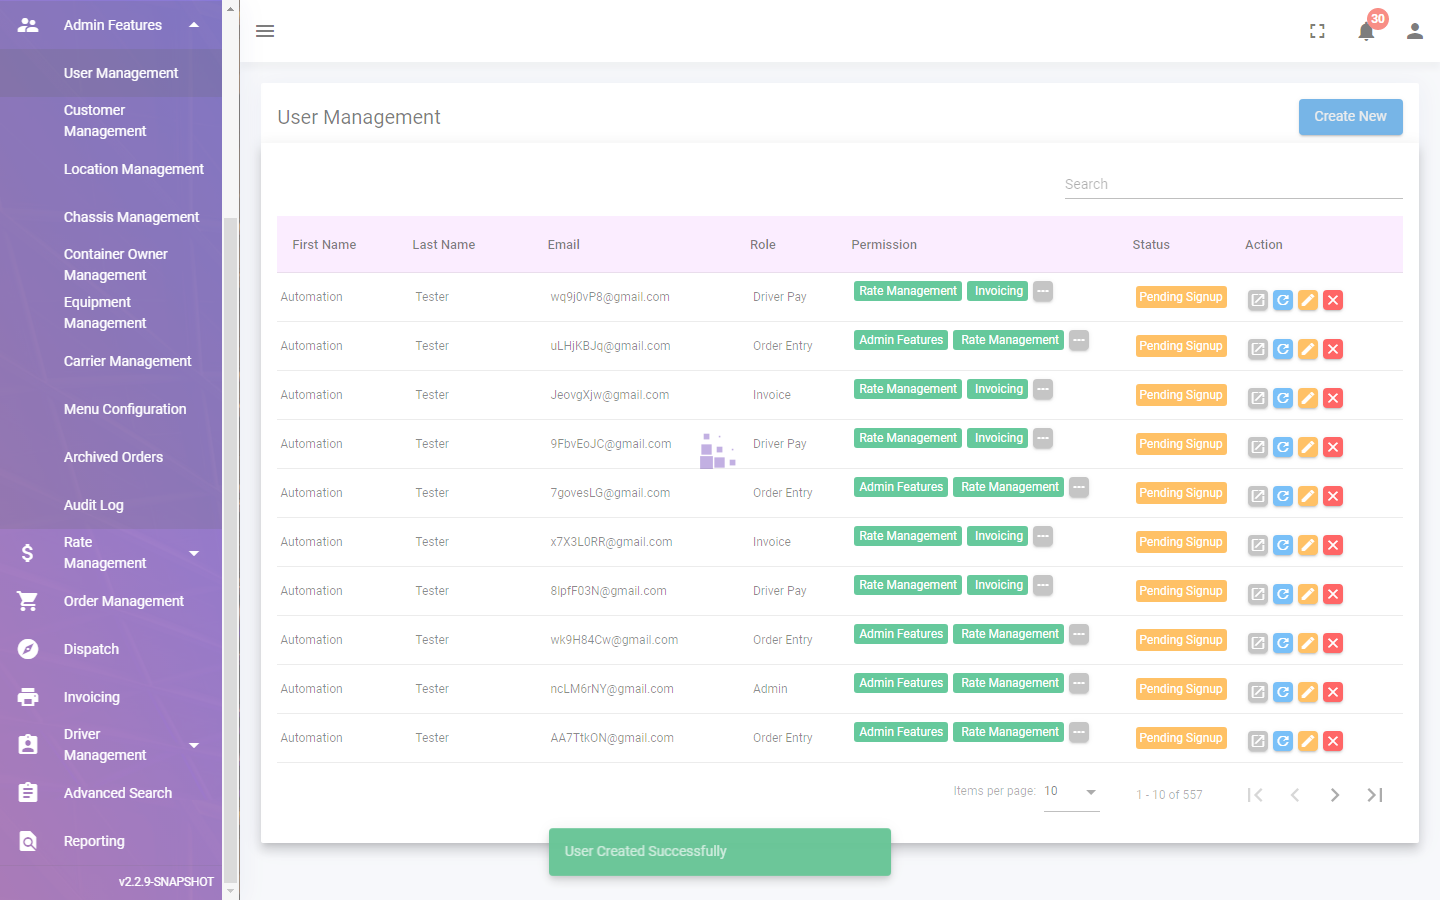 Admin Features
User Management
Customer
Management
Location Management
Chassis Management
Container Owner
Management
Equipment
Management
Carrier Management
Menu Configuration
Archived Orders
Audit Log
Rate
Management
Order Management
Dispatch
Invoicing
Driver
Management
Advanced Search
Reporting
v2.2.9-SNAPSHOT
30
User Management
Create New
Search
First Name Last Name Email Role Permission Status Action
Automation Tester wq9j0vP8@gmail.com Driver Pay Rate Management Invoicing --- Pending Signup
Automation Tester uLHjKBJq@gmail.com Order Entry Admin Features Rate Management --- Pending Signup
Automation Tester JeovgXjw@gmail.com Invoice Rate Management Invoicing --- Pending Signup
Automation Tester 9FbvEoJC@gmail.com Driver Pay Rate Management Invoicing --- Pending Signup
Automation Tester 7govesLG@gmail.com Order Entry Admin Features Rate Management --- Pending Signup
Automation Tester x7X3L0RR@gmail.com Invoice Rate Management Invoicing --- Pending Signup
Automation Tester 8lpfF03N@gmail.com Driver Pay Rate Management Invoicing --- Pending Signup
Automation Tester wk9H84Cw@gmail.com Order Entry Admin Features Rate Management --- Pending Signup
Automation Tester ncLM6rNY@gmail.com Admin Admin Features Rate Management --- Pending Signup
Automation Tester AA7TtkON@gmail.com Order Entry Admin Features Rate Management --- Pending Signup
Items per page: 10 1 - 10 of 557
User Created Successfully